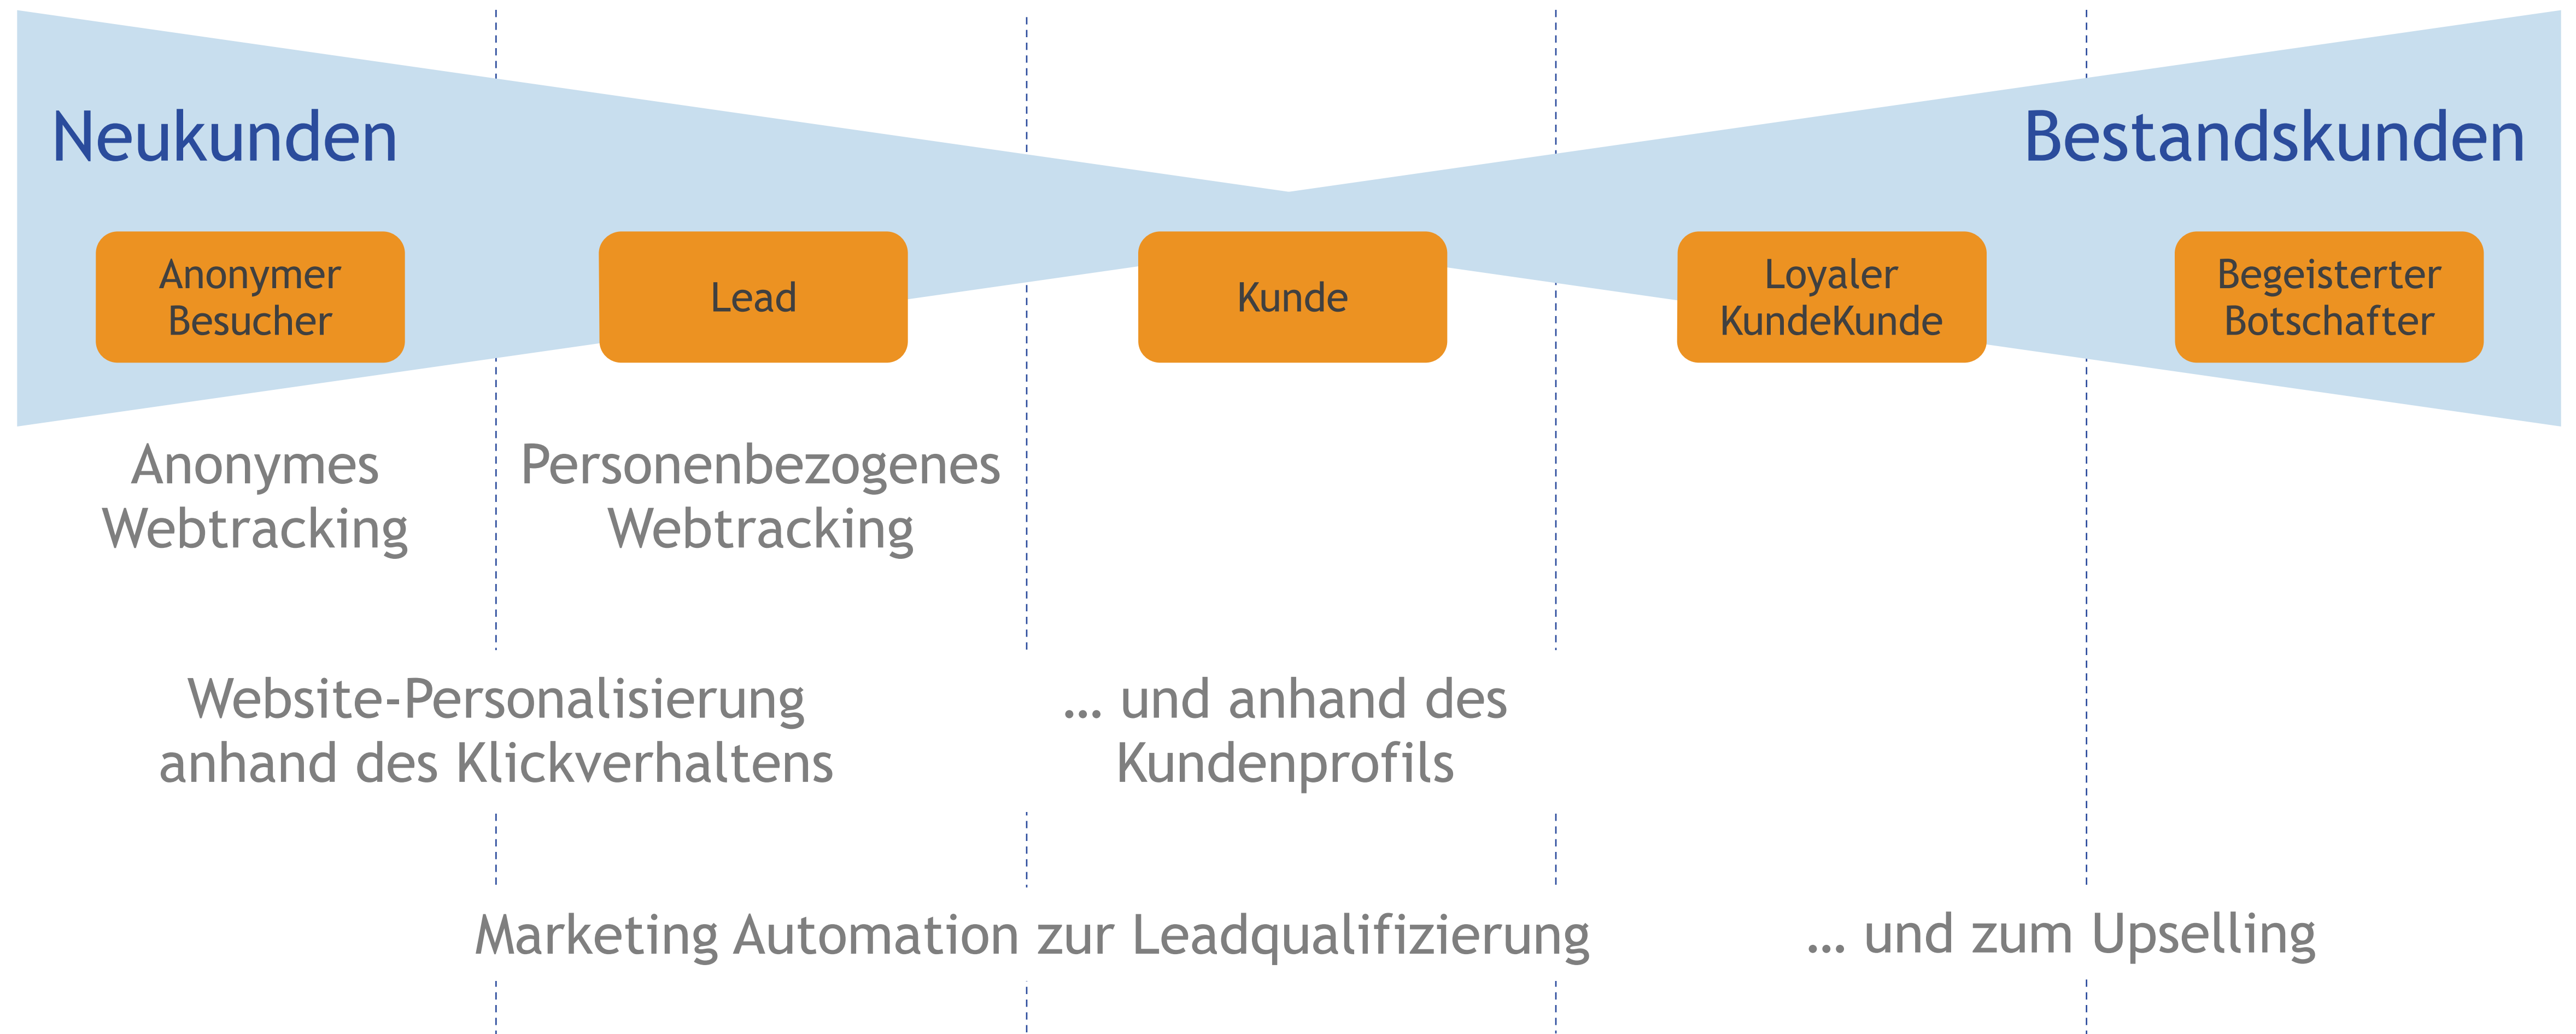 Neukunden
Bestandskunden
Anonymer
Besucher
Lead
Kunde
Loyaler
KundeKunde
Begeisterter
Botschafter
Anonymes
Webtracking
Personenbezogenes
Webtracking
Website-Personalisierung
anhand des Klickverhaltens
… und anhand des
Kundenprofils
Marketing Automation zur Leadqualifizierung
… und zum Upselling